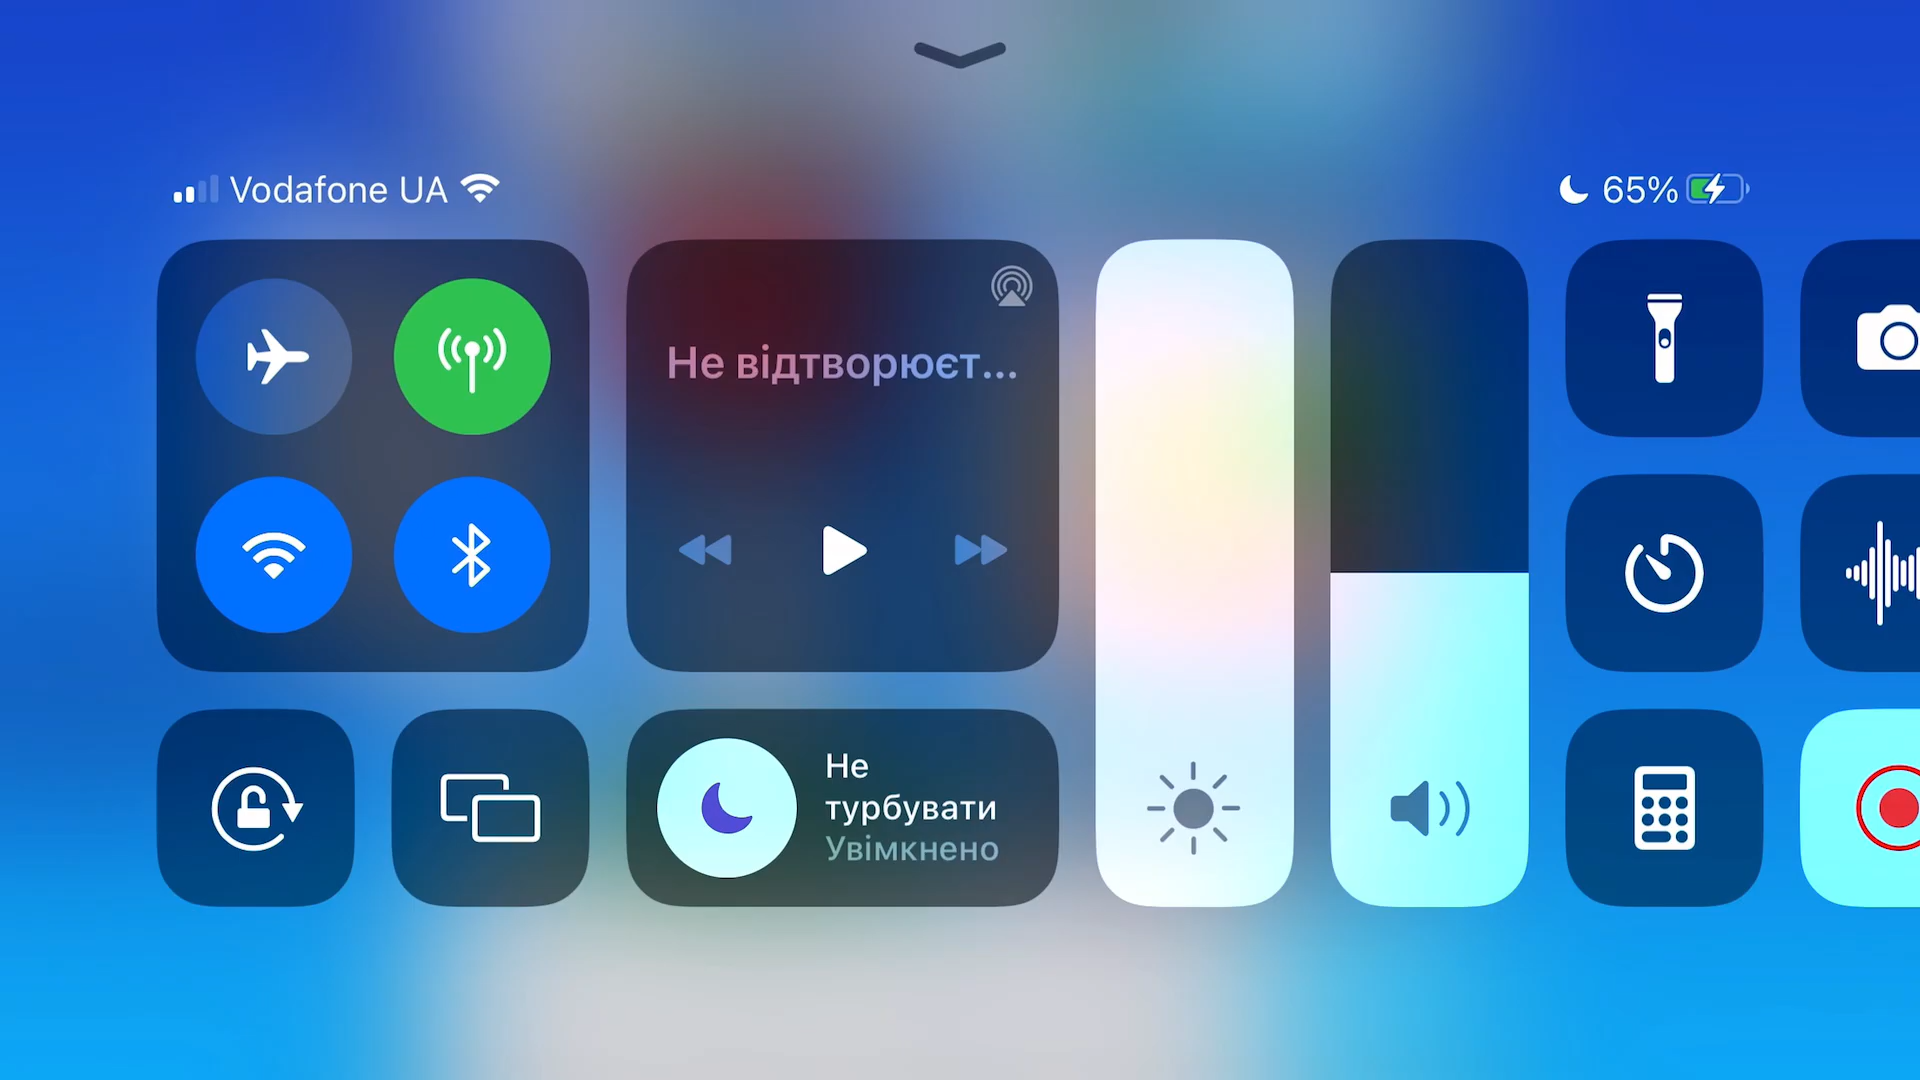 Vodafone UA
65%
Не відтворюєт...
Не
турбувати
Увімкнено